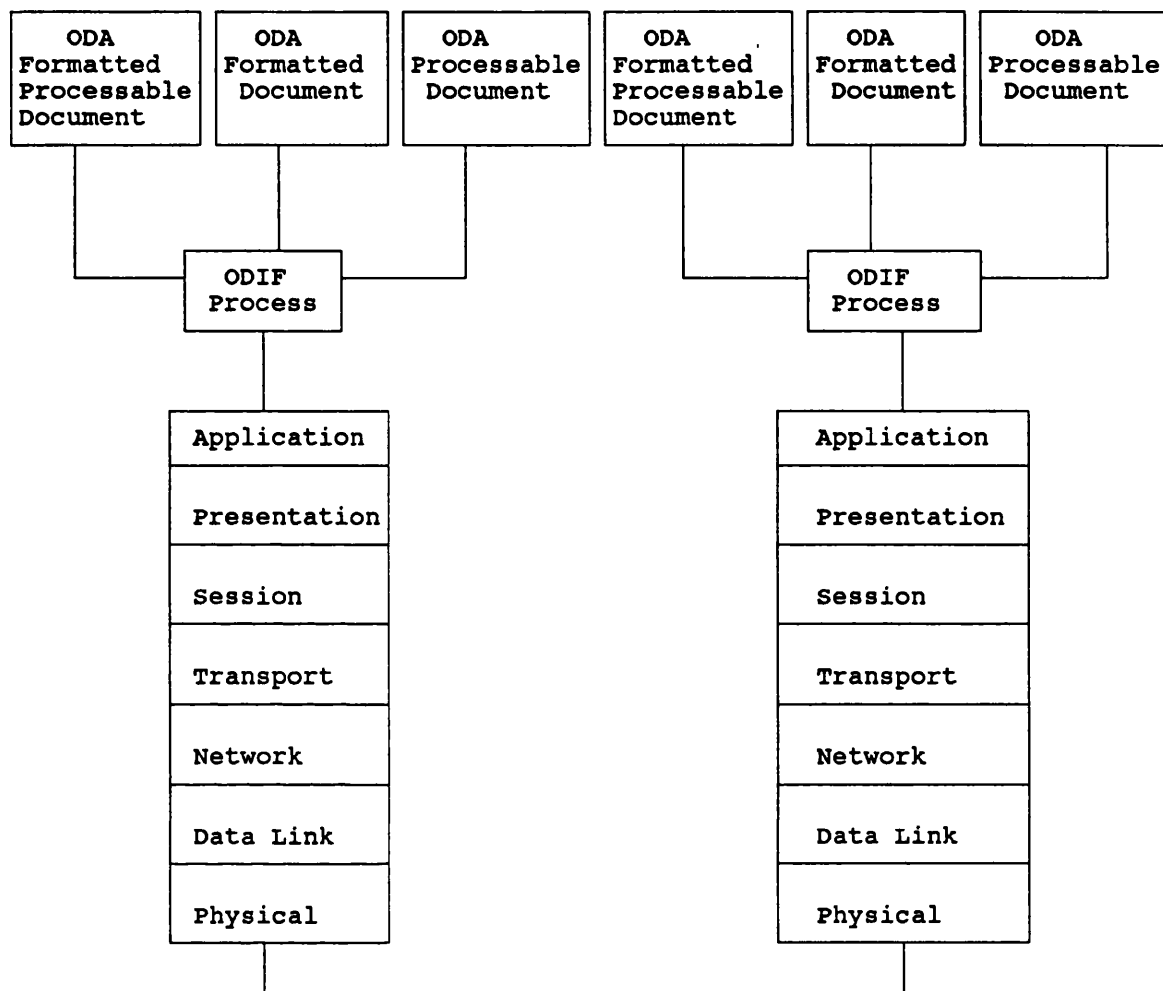 ODA
Formatted
Processable
Document
ODA
Formatted
Document
ODA
Processable
Document
ODA
Formatted
Processable
Document
ODA
Formatted
Document
ODA
Processable
Document
ODIF
Process
ODIF
Process
Application
Presentation
Session
Transport
Network
Data Link
Physical
Application
Presentation
Session
Transport
Network
Data Link
Physical